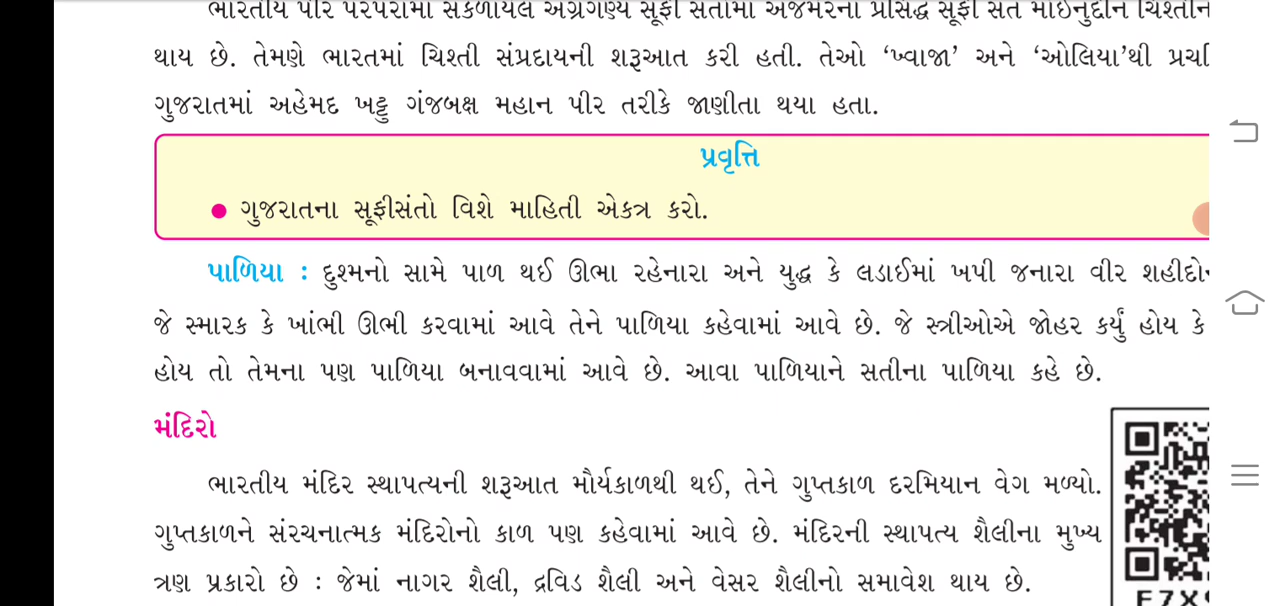 ભારતીય પીર પરંપરામાં સંકળાયેલ અગ્રગણ્ય સૂફી સંતોમાં અજમેરના પ્રસિદ્ધ સૂફી સંત મોઇનુદ્દીન ચિશ્તીન
થાય છે. તેમણે ભારતમાં ચિશ્તી સંપ્રદાયની શરૂઆત કરી હતી. તેઓ ‘ખ્વાજા’ અને ‘ઓલિયા’થી પ્રચ
ગુજરાતમાં અહેમદ ખટ્ટુ ગંજબક્ષ મહાન પીર તરીકે જાણીતા થયા હતા.
પ્રવૃત્તિ
● ગુજરાતના સૂફીસંતો વિશે માહિતી એકત્ર કરો.
પાળિયા : દુશ્મનો સામે પાળ થઈ ઊભા રહેનારા અને યુદ્ધ કે લડાઈમાં ખપી જનારા વીર શહીદો
જે સ્મારક કે ખાંભી ઊભી કરવામાં આવે તેને પાળિયા કહેવામાં આવે છે. જે સ્ત્રીઓએ જોહર કર્યું હોય કે
હોય તો તેમના પણ પાળિયા બનાવવામાં આવે છે. આવા પાળિયાને સતીના પાળિયા કહે છે.
મંદિરો
ભારતીય મંદિર સ્થાપત્યની શરૂઆત મૌર્યકાળથી થઈ, તેને ગુપ્તકાળ દરમિયાન વેગ મળ્યો.
ગુપ્તકાળને સંરચનાત્મક મંદિરોનો કાળ પણ કહેવામાં આવે છે. મંદિરની સ્થાપત્ય શૈલીના મુખ્ય
ત્રણ પ્રકારો છે : જેમાં નાગર શૈલી, દ્રવિડ શૈલી અને વેસર શૈલીનો સમાવેશ થાય છે.
E7X9